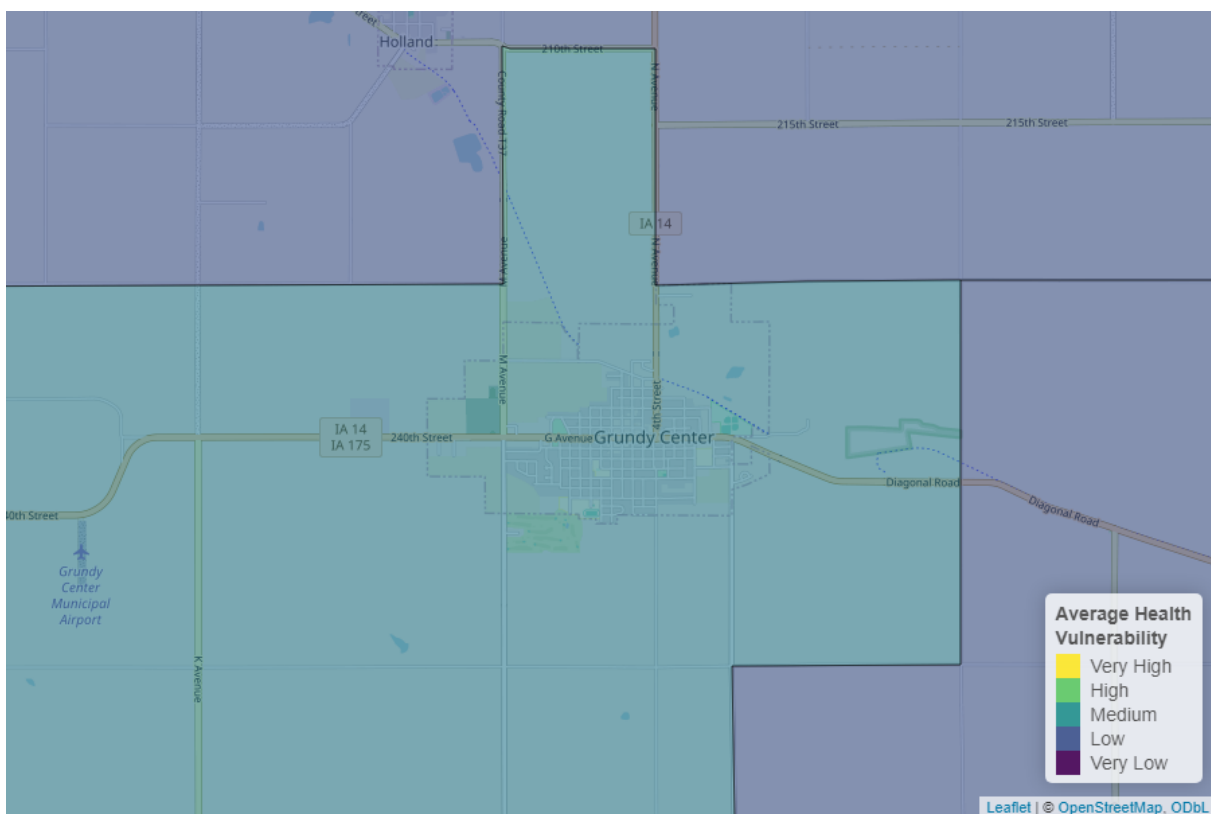 Street
Holland
210th Street
County Road T37
N Avenue
215th Street
215th Street
IA 14
M Avenue
N Avenue
M Avenue
4th Street
IA 14
IA 175
240th Street
G Avenue
Grundy Center
Diagonal Road
Diagonal Road
40th Street
Grundy
Center
Municipal
Airport
K Avenue
Average Health
Vulnerability
Very High
High
Medium
Low
Very Low
Leaflet | © OpenStreetMap, ODbL